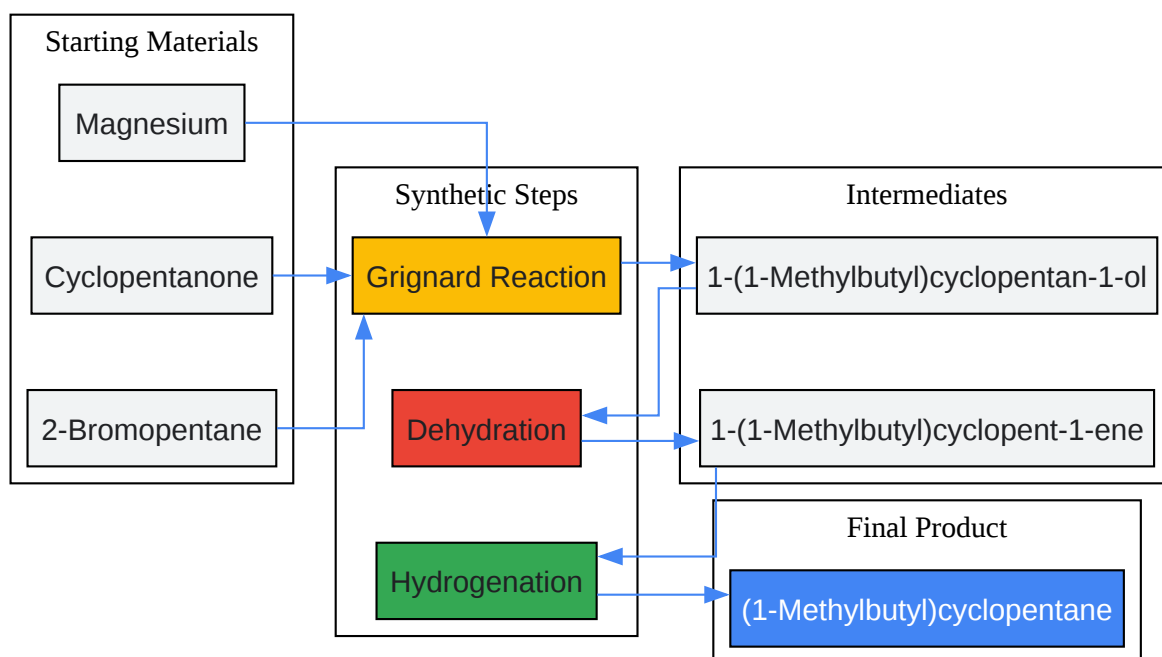 Starting Materials
Magnesium
Cyclopentanone
2-Bromopentane
Synthetic Steps
Grignard Reaction
Dehydration
Hydrogenation
Intermediates
1-(1-Methylbutyl)cyclopentan-1-ol
1-(1-Methylbutyl)cyclopent-1-ene
Final Product
(1-Methylbutyl)cyclopentane